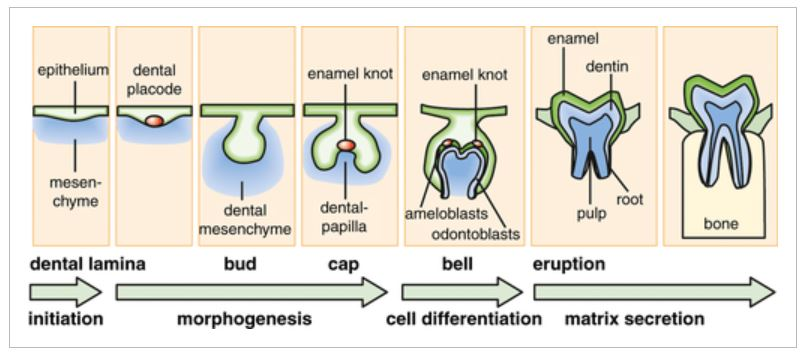 epithelium
mesen-
chyme
dental
placode
dental
mesenchyme
enamel knot
dental-
papilla
enamel knot
ameloblasts
odontoblasts
enamel
dentin
root
pulp
bone
dental lamina
bud
cap
bell
eruption
initiation
morphogenesis
cell differentiation
matrix secretion